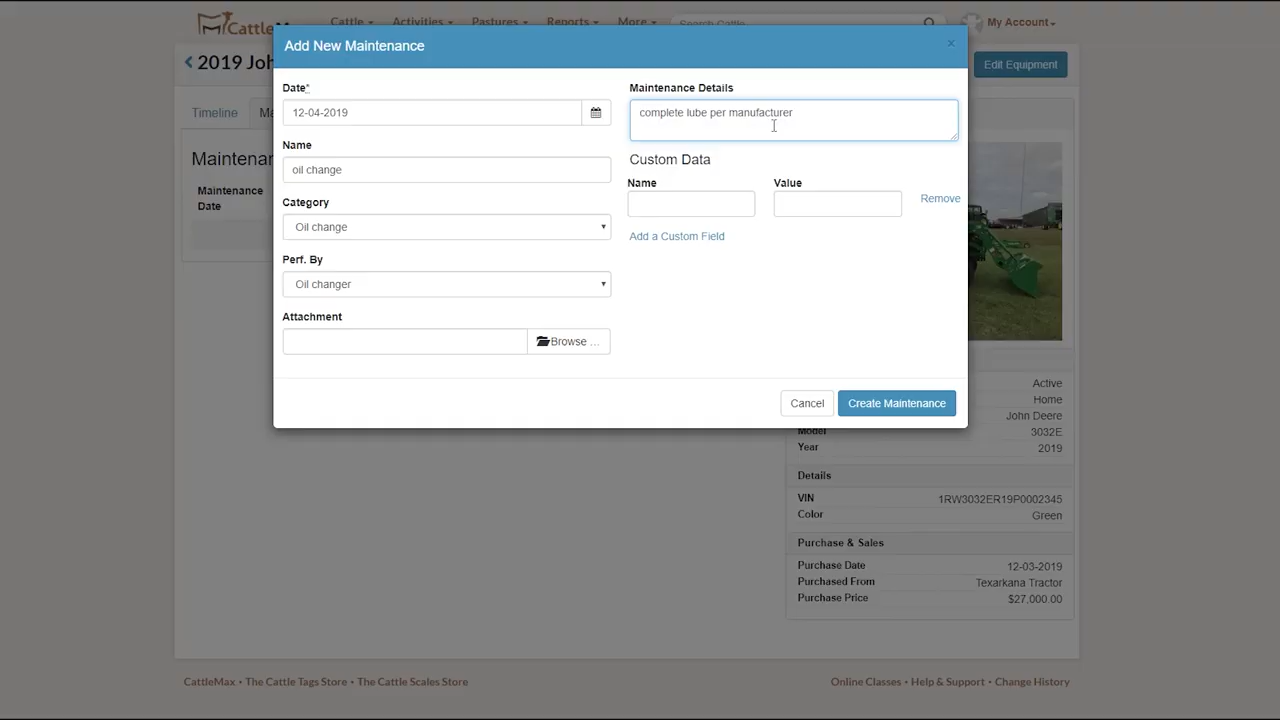 CattleMax Cattle Activities Pastures Reports More Search Cattle My Account
2019 Joh
Edit Equipment
Timeline Ma
Maintenan
Maintenance
Date
Add New Maintenance ×
Date*
12-04-2019
Name
oil change
Category
Oil change
Perf. By
Oil changer
Attachment
Browse ...
Maintenance Details
complete lube per manufacturer
Custom Data
Name Value
Remove
Add a Custom Field
Cancel Create Maintenance
Active
Home
John Deere
Model 3032E
Year 2019
Details
VIN 1RW3032ER19P0002345
Color Green
Purchase & Sales
Purchase Date 12-03-2019
Purchased From Texarkana Tractor
Purchase Price $27,000.00
CattleMax • The Cattle Tags Store • The Cattle Scales Store
Online Classes • Help & Support • Change History